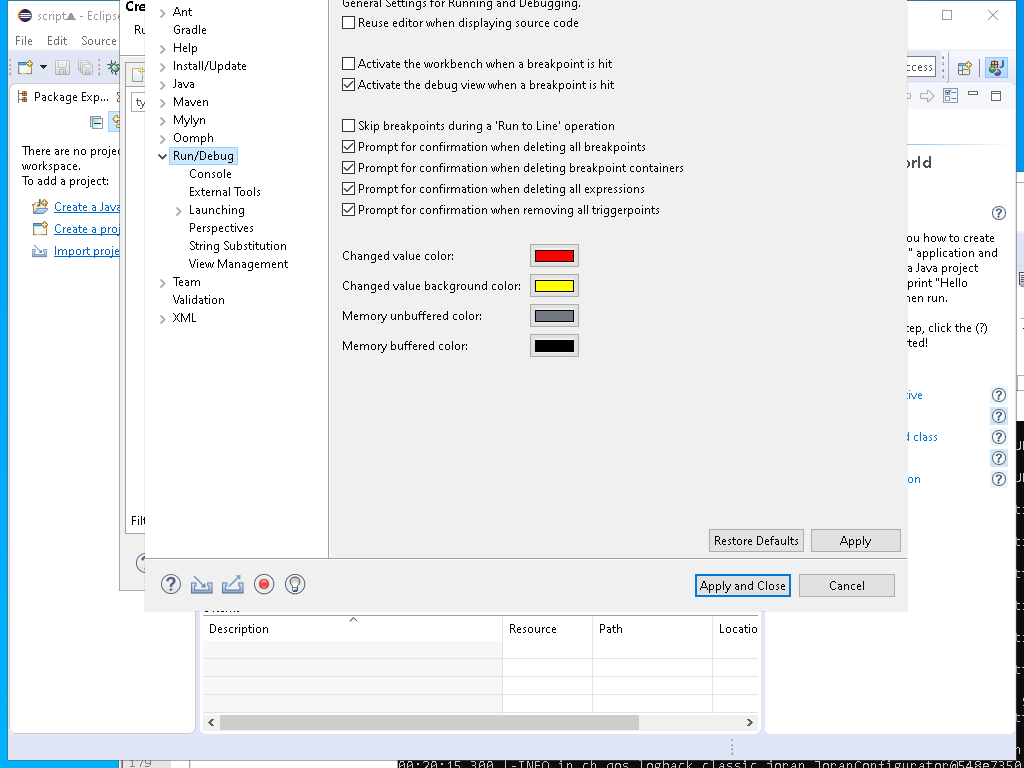 script - Eclipse
File Edit Source
Package Exp...
There are no proje
workspace.
To add a project:
Create a Java
Create a proj
Import proje
Cre
Ru
ty
Filt
Ant
Gradle
Help
Install/Update
Java
Maven
Mylyn
Oomph
Run/Debug
Console
External Tools
Launching
Perspectives
String Substitution
View Management
Team
Validation
XML
General Settings for Running and Debugging.
Reuse editor when displaying source code
Activate the workbench when a breakpoint is hit
Activate the debug view when a breakpoint is hit
Skip breakpoints during a 'Run to Line' operation
Prompt for confirmation when deleting all breakpoints
Prompt for confirmation when deleting breakpoint containers
Prompt for confirmation when deleting all expressions
Prompt for confirmation when removing all triggerpoints
Changed value color:
Changed value background color:
Memory unbuffered color:
Memory buffered color:
Restore Defaults Apply
Apply and Close Cancel
cess
orld
ou how to create
" application and
a Java project
print "Hello
hen run.
tep, click the (?)
rted!
tive
d class
on
Description Resource Path Locatio
179
00:20:15,300 |-INFO in ch.qos.logback.classic.joran.JoranConfigurator@548e7350